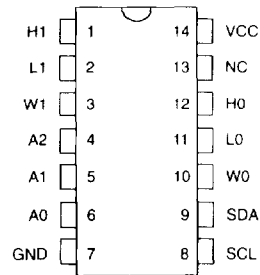 H1 1 14 VCC
L1 2 13 NC
W1 3 12 H0
A2 4 11 L0
A1 5 10 W0
A0 6 9 SDA
GND 7 8 SCL